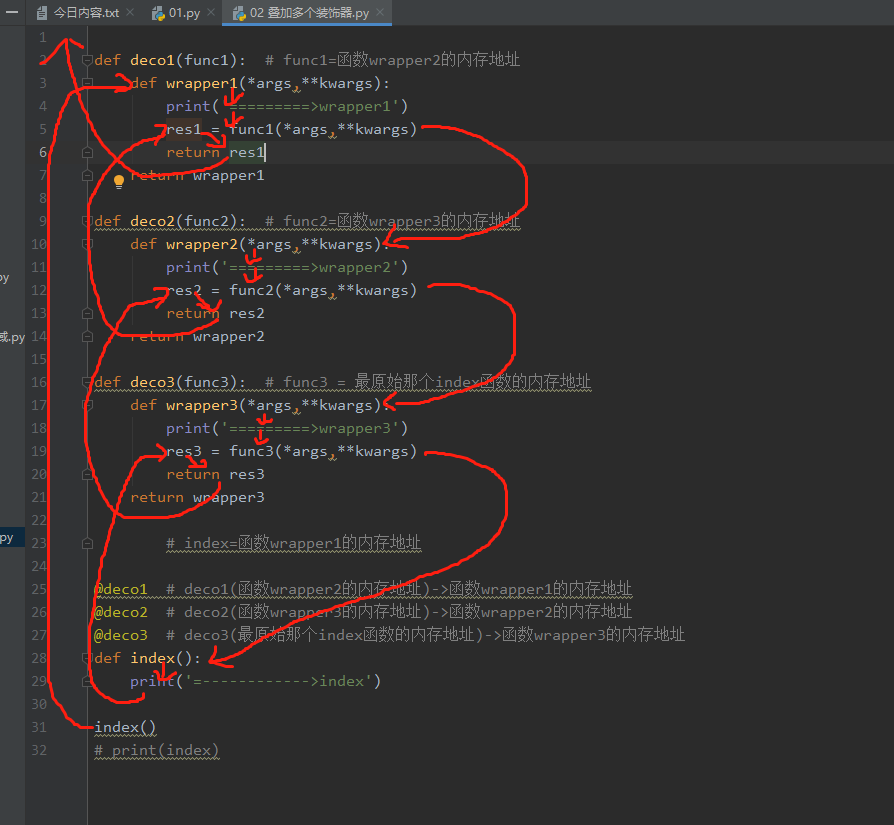 今日内容.txt
01.py
02 叠加多个装饰器.py
1
2 def deco1(func1):  # func1=函数wrapper2的内存地址
3 def wrapper1(*args,**kwargs):
4 print('=========>wrapper1')
5 res1 = func1(*args,**kwargs)
6 return res1
7 return wrapper1
8
9 def deco2(func2):  # func2=函数wrapper3的内存地址
10 def wrapper2(*args,**kwargs):
11 print('=========>wrapper2')
12 res2 = func2(*args,**kwargs)
13 return res2
14 return wrapper2
15
16 def deco3(func3):  # func3 = 最原始那个index函数的内存地址
17 def wrapper3(*args,**kwargs):
18 print('=========>wrapper3')
19 res3 = func3(*args,**kwargs)
20 return res3
21 return wrapper3
22
23 # index=函数wrapper1的内存地址
24
25 @deco1  # deco1(函数wrapper2的内存地址)->函数wrapper1的内存地址
26 @deco2  # deco2(函数wrapper3的内存地址)->函数wrapper2的内存地址
27 @deco3  # deco3(最原始那个index函数的内存地址)->函数wrapper3的内存地址
28 def index():
29 print('=------------>index')
30
31 index()
32 # print(index)
py
域.py
py